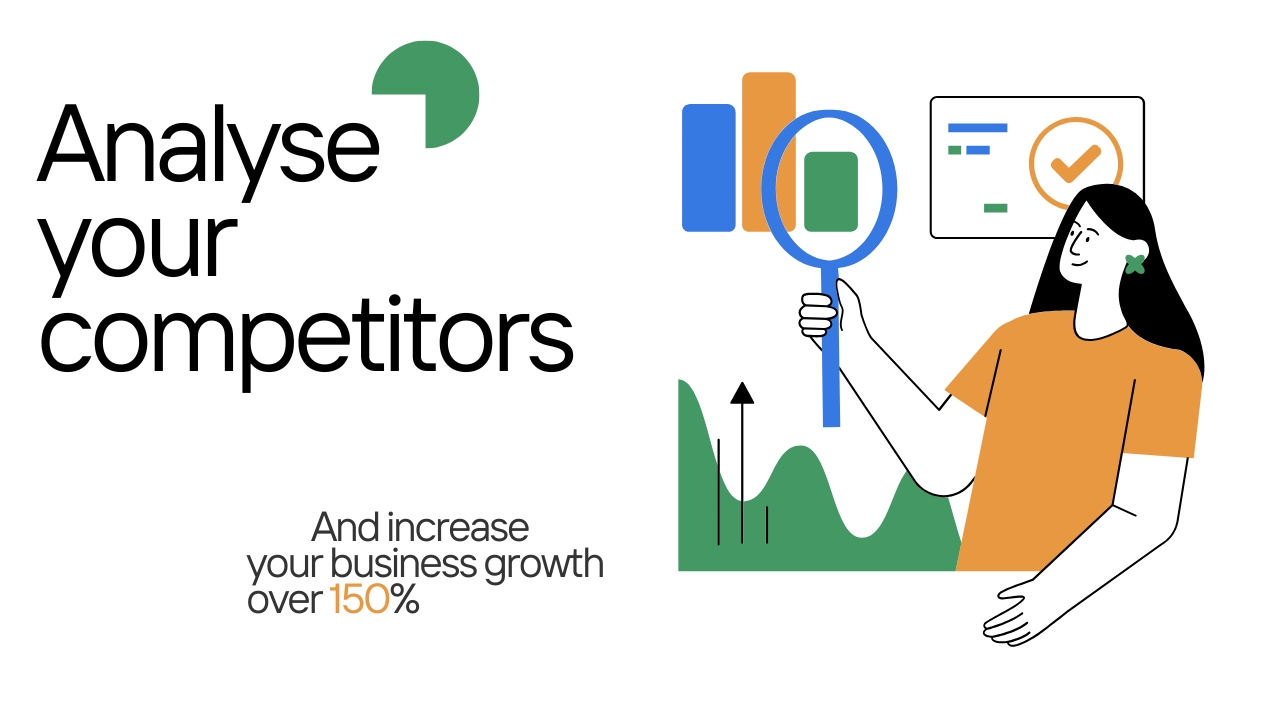 Analyse
your
competitors
And increase
your business growth
over 150%